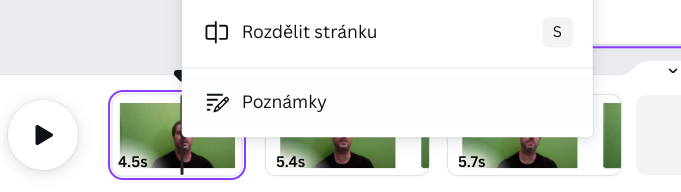 Rozdělit stránku S
Poznámky
4.5s 5.4s 5.7s